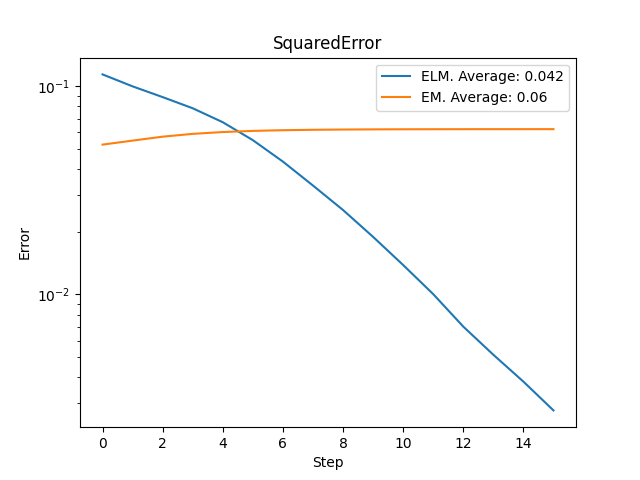 SquaredError
ELM. Average: 0.042
EM. Average: 0.06
10⁻¹
10⁻²
Error
0 2 4 6 8 10 12 14
Step